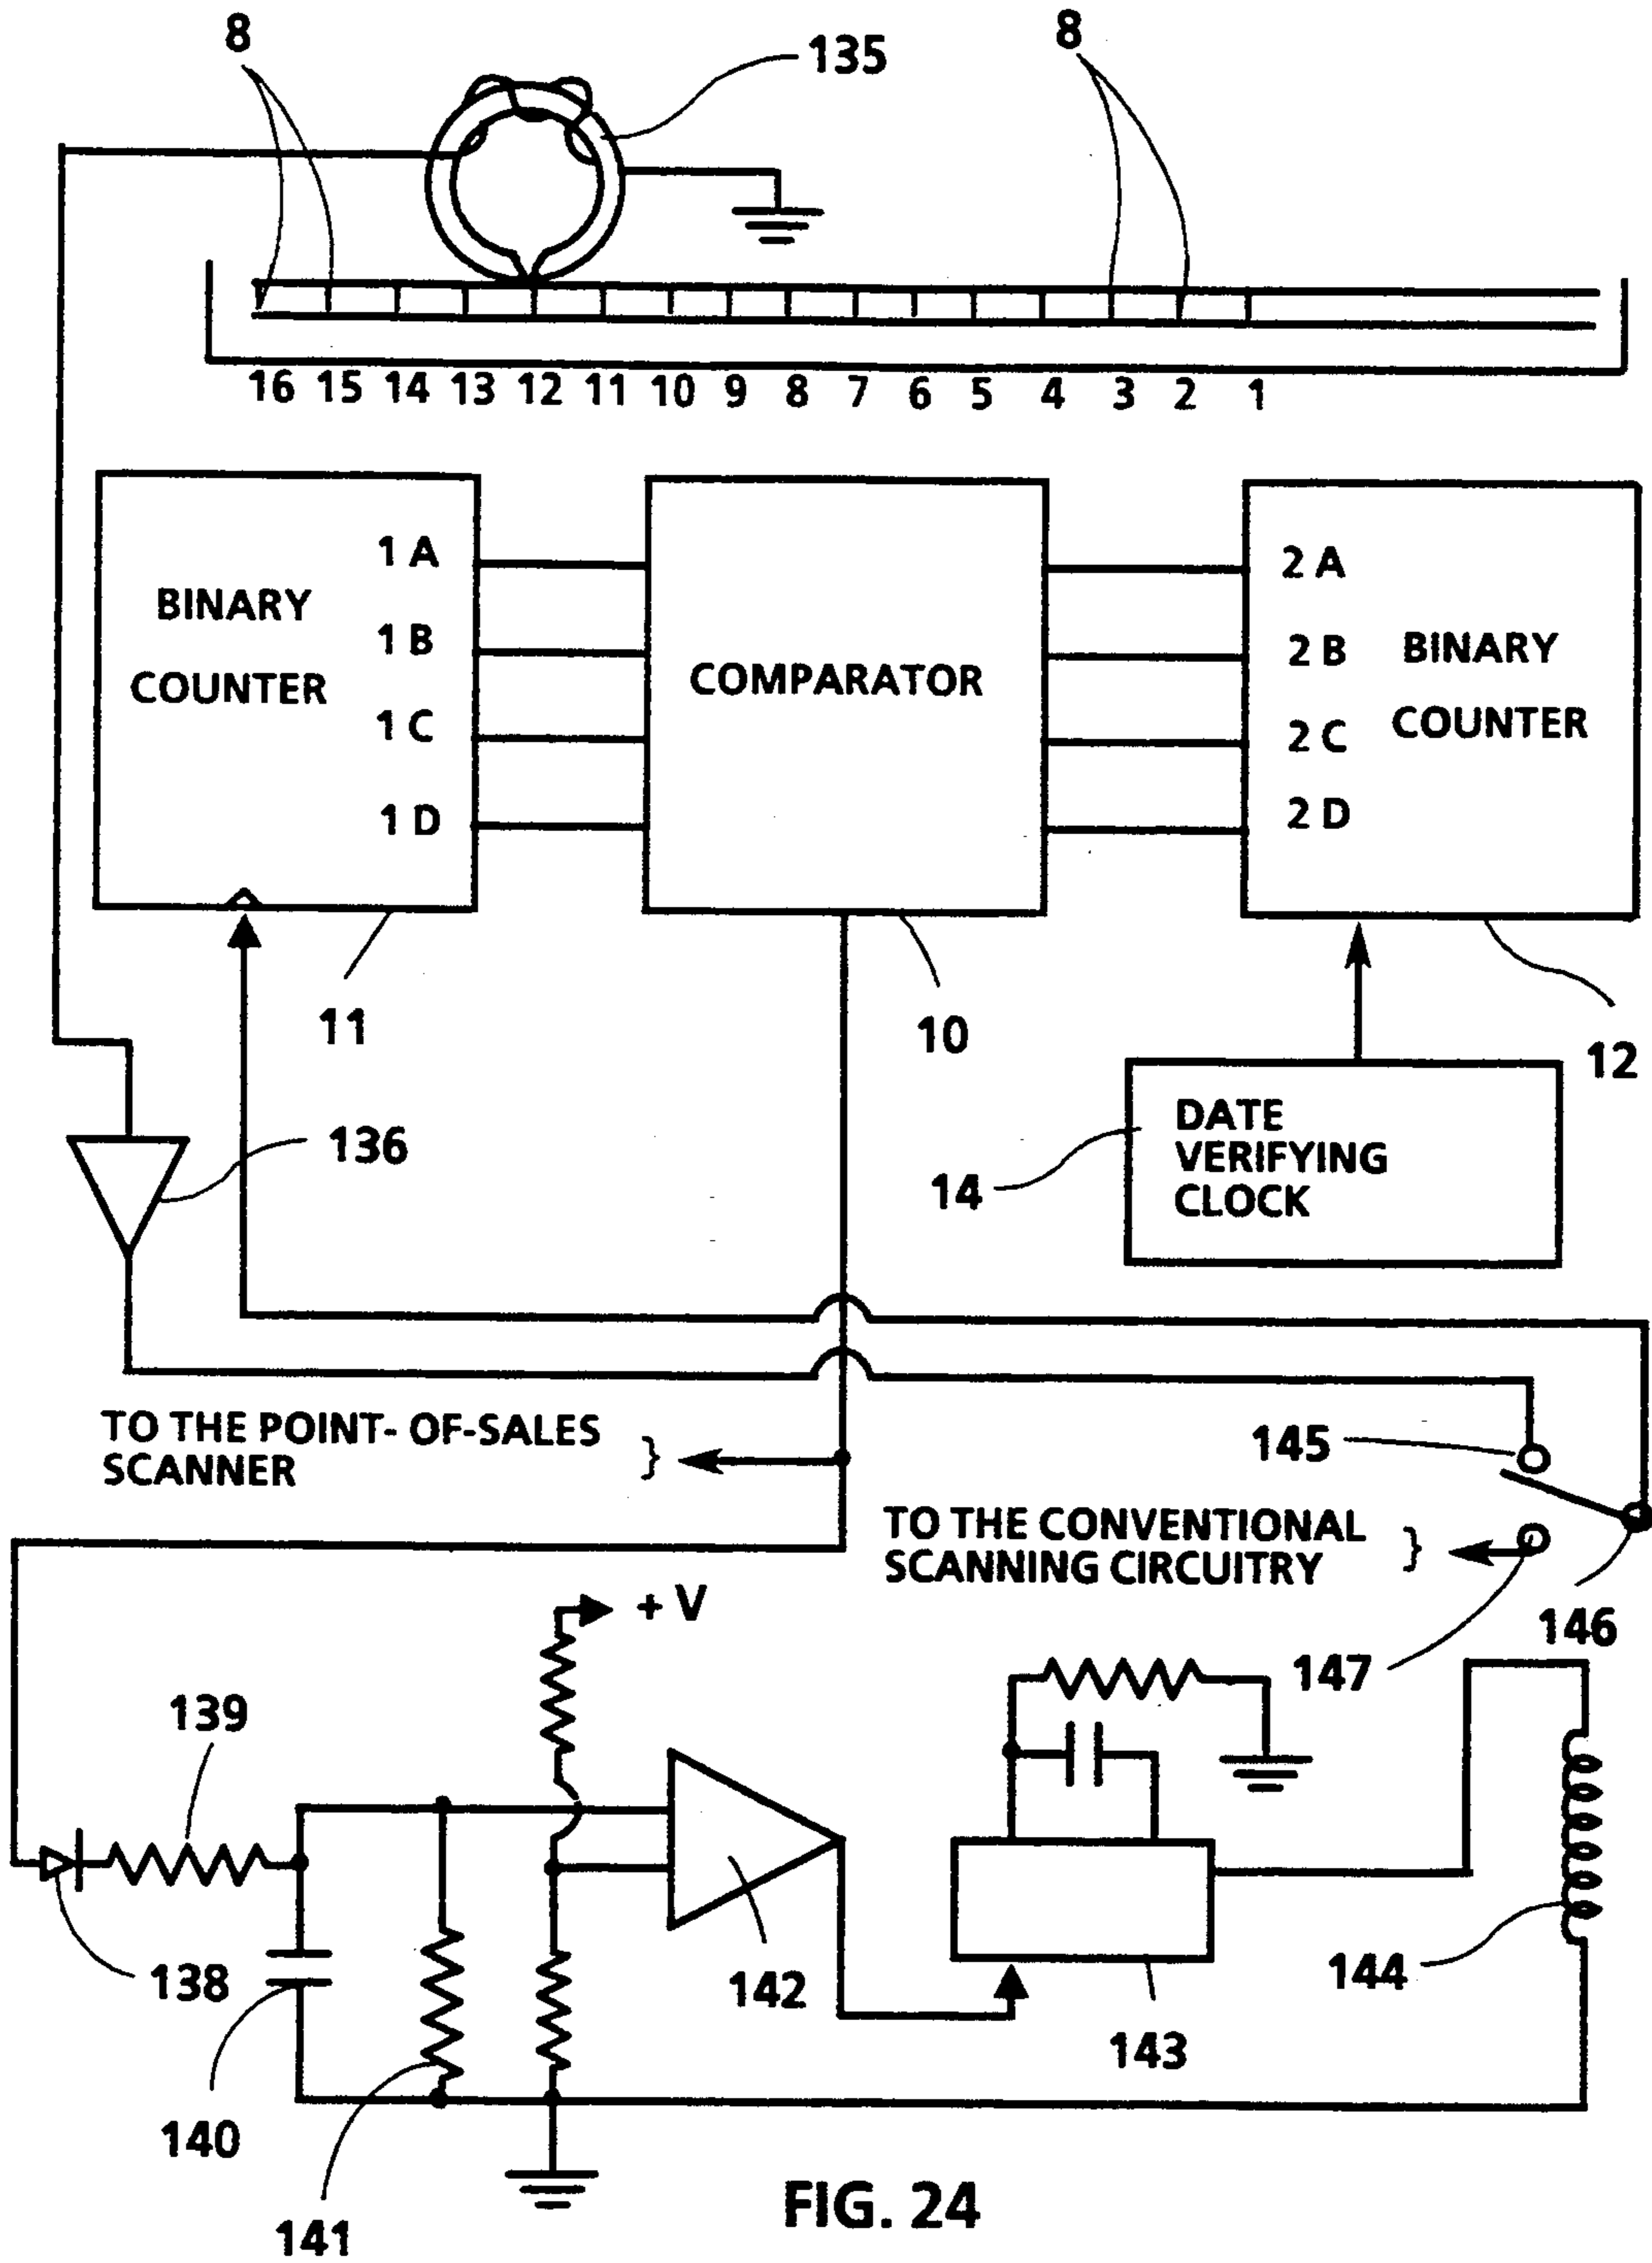 8
135
8
16 15 14 13 12 11 10 9 8 7 6 5 4 3 2 1
BINARY
COUNTER
1 A
1 B
1 C
1 D
COMPARATOR
2 A
2 B
2 C
2 D
BINARY
COUNTER
11
10
12
136
14
DATE
VERIFYING
CLOCK
TO THE POINT- OF-SALES
SCANNER }
145
TO THE CONVENTIONAL
SCANNING CIRCUITRY }
146
147
+ V
139
138
142
143
144
140
141
FIG. 24